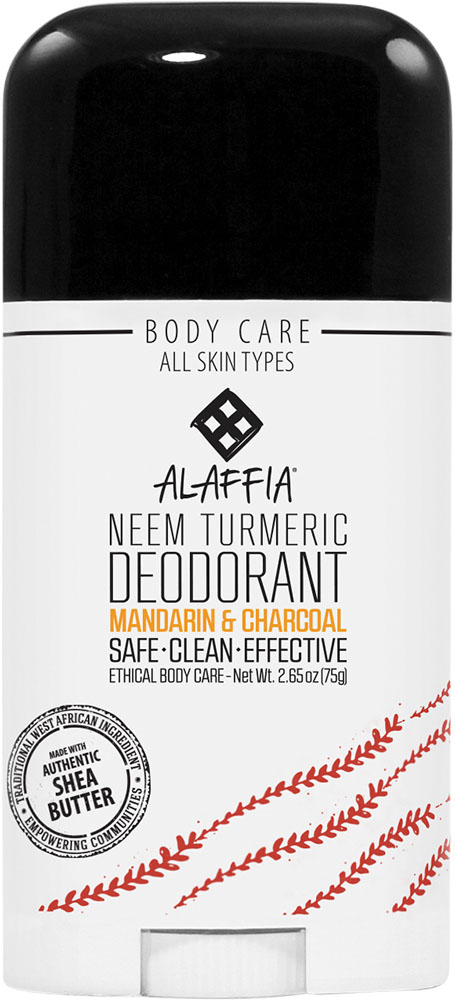 BODY CARE
ALL SKIN TYPES
ALAFFIA®
NEEM TURMERIC
DEODORANT
MANDARIN & CHARCOAL
SAFE·CLEAN·EFFECTIVE
ETHICAL BODY CARE-Net Wt. 2.65 oz (75g)
TRADITIONAL WEST AFRICAN INGREDIENT
MADE WITH
AUTHENTIC
SHEA
BUTTER
EMPOWERING COMMUNITIES